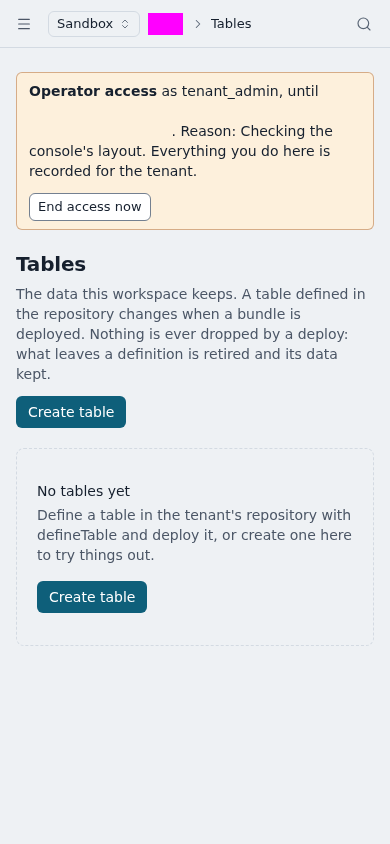 Sandbox
Tables
Operator access as tenant_admin, until
. Reason: Checking the
console's layout. Everything you do here is
recorded for the tenant.
End access now
Tables
The data this workspace keeps. A table defined in
the repository changes when a bundle is
deployed. Nothing is ever dropped by a deploy:
what leaves a definition is retired and its data
kept.
Create table
No tables yet
Define a table in the tenant's repository with
defineTable and deploy it, or create one here
to try things out.
Create table